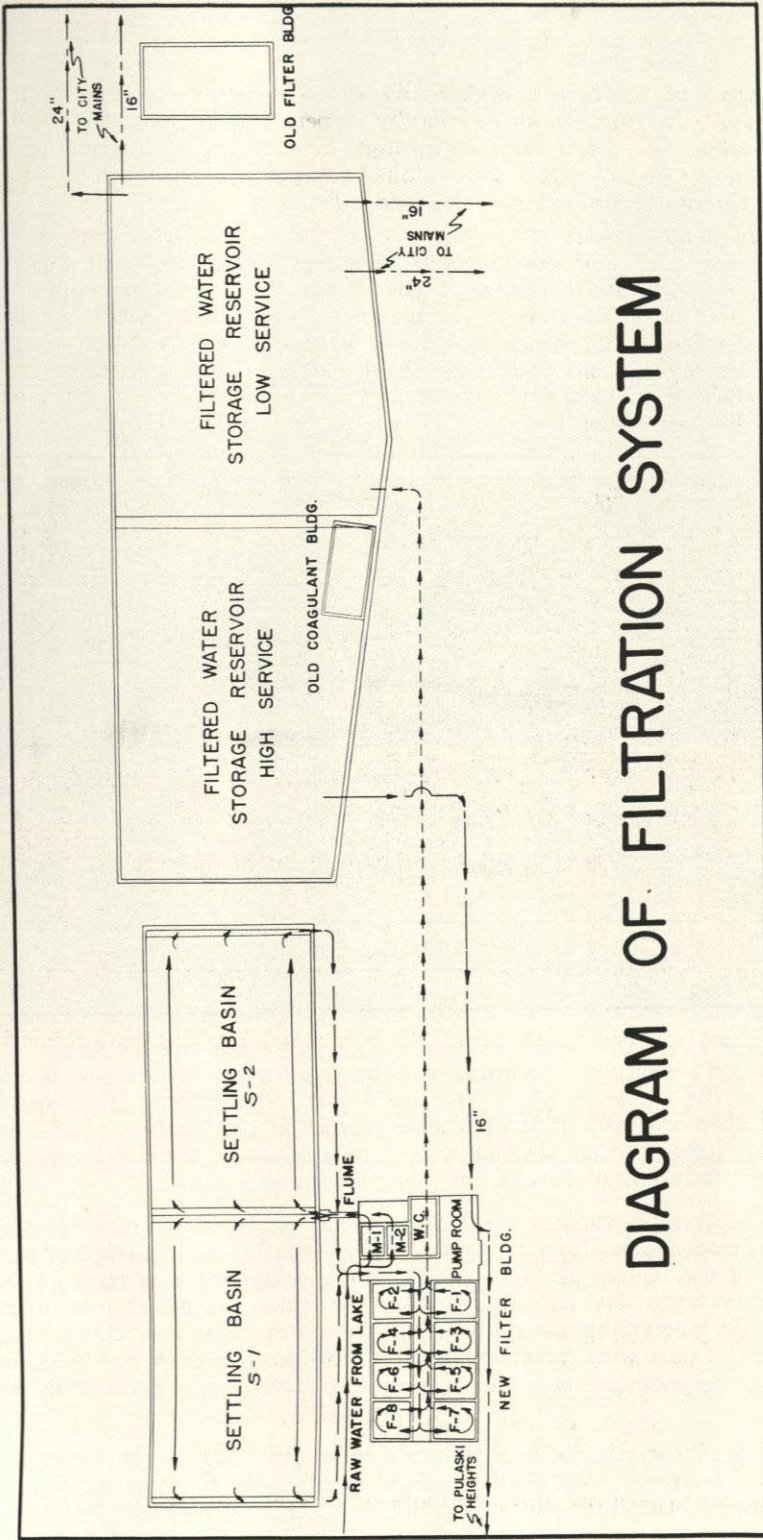 24"
TO CITY
MAINS
16"
OLD FILTER BLDG
FILTERED WATER
STORAGE RESERVOIR
LOW SERVICE
16"
TO CITY
MAINS
24"
FILTERED WATER
STORAGE RESERVOIR
HIGH SERVICE
OLD COAGULANT BLDG.
SETTLING BASIN
S-1
SETTLING BASIN
S-2
FLUME
RAW WATER FROM LAKE
M-1
M-2
W.C.
PUMP ROOM
F-8
F-6
F-4
F-2
F-7
F-5
F-3
F-1
16"
TO PULASKI
HEIGHTS
NEW FILTER BLDG.
DIAGRAM OF FILTRATION SYSTEM